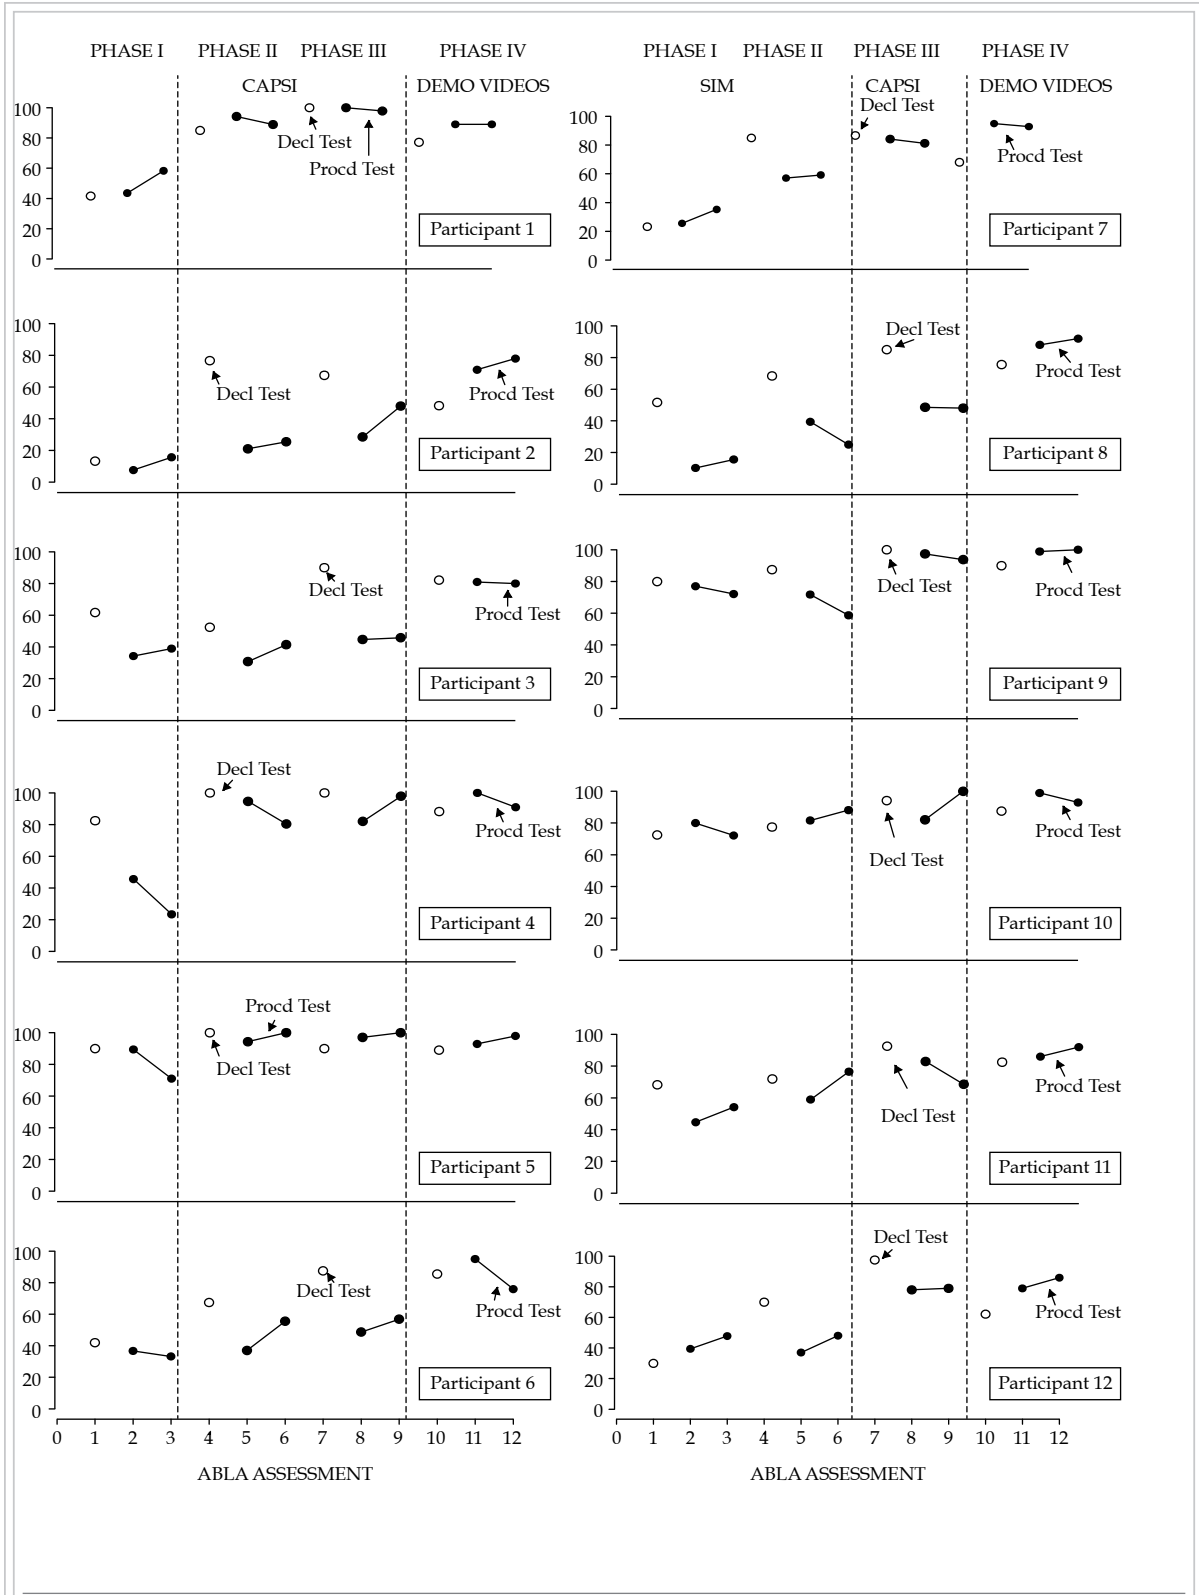 PHASE I PHASE II PHASE III PHASE IV PHASE I PHASE II PHASE III PHASE IV
CAPSI DEMO VIDEOS SIM CAPSI DEMO VIDEOS
100
80
60
40
20
0
Decl Test
Procd Test
Participant 1
100
80
60
40
20
0
Decl Test
Procd Test
Participant 7
100
80
60
40
20
0
Decl Test
Procd Test
Participant 2
100
80
60
40
20
0
Decl Test
Procd Test
Participant 8
100
80
60
40
20
0
Decl Test
Procd Test
Participant 3
100
80
60
40
20
0
Decl Test
Procd Test
Participant 9
Decl Test
100
80
60
40
20
0
Procd Test
Participant 4
100
80
60
40
20
0
Procd Test
Decl Test
Participant 10
Procd Test
100
80
60
40
20
0
Decl Test
Participant 5
100
80
60
40
20
0
Procd Test
Decl Test
Participant 11
100
80
60
40
20
0
Decl Test
Procd Test
Participant 6
Decl Test
100
80
60
40
20
0
Procd Test
Participant 12
0 1 2 3 4 5 6 7 8 9 10 11 12
ABLA ASSESSMENT
0 1 2 3 4 5 6 7 8 9 10 11 12
ABLA ASSESSMENT